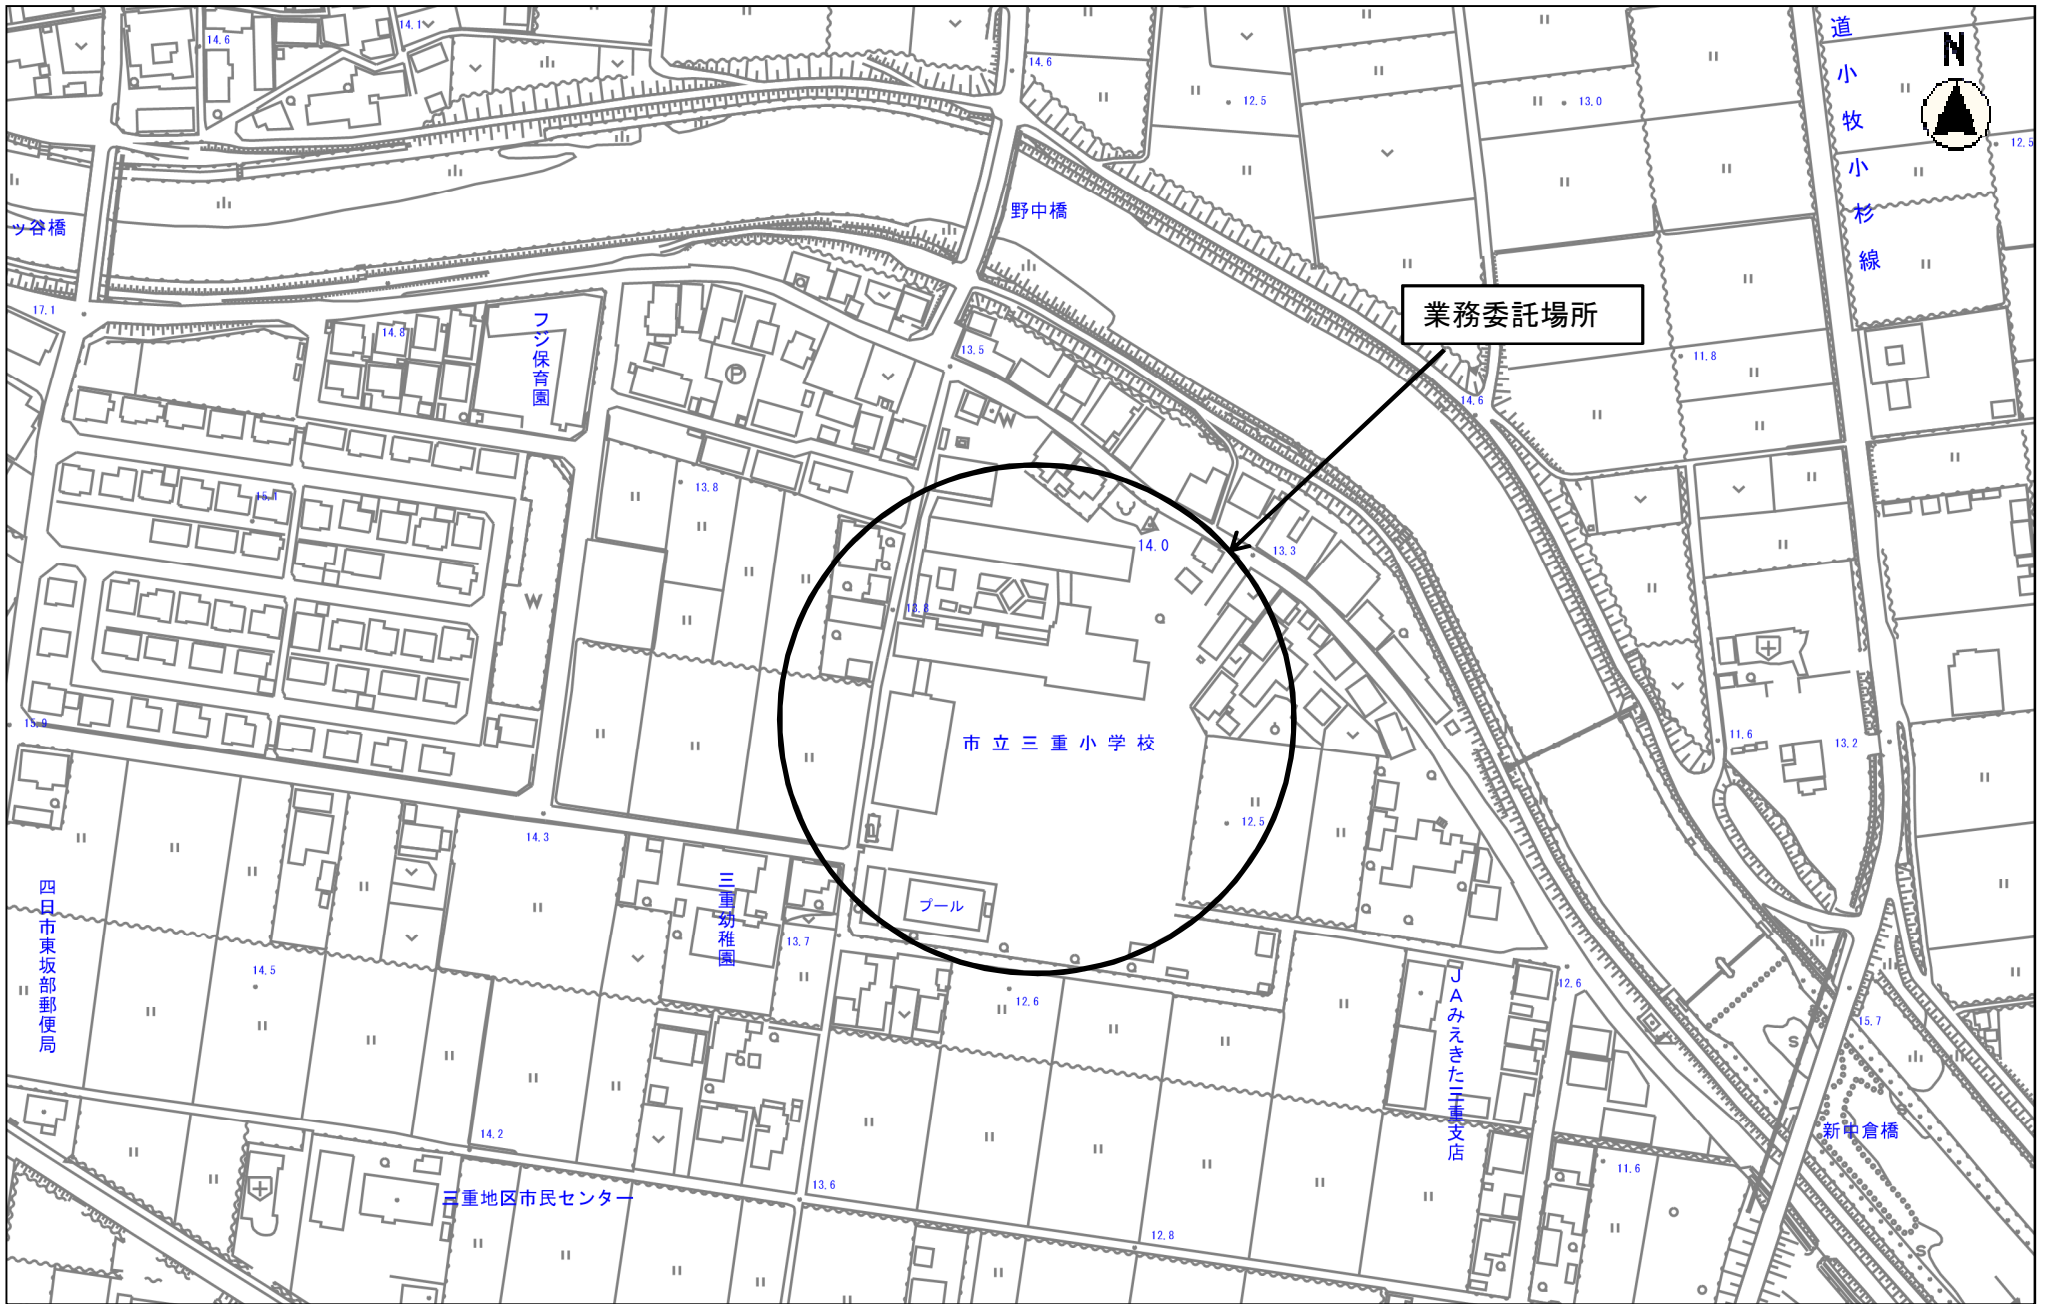 14.6
14.1
14.6
12.5
13.0
道小牧小杉線
N
12.5
ッ谷橋
野中橋
17.1
14.8
フジ保育園
13.5
業務委託場所
11.8
14.6
15.1
13.8
14.0
13.3
13.8
15.9
市立三重小学校
11.6
13.2
14.3
12.5
四日市東坂部郵便局
三重幼稚園
プール
13.7
14.5
12.6
JAみえきた三重支店
12.6
15.7
14.2
新中倉橋
三重地区市民センター
13.6
11.6
12.8